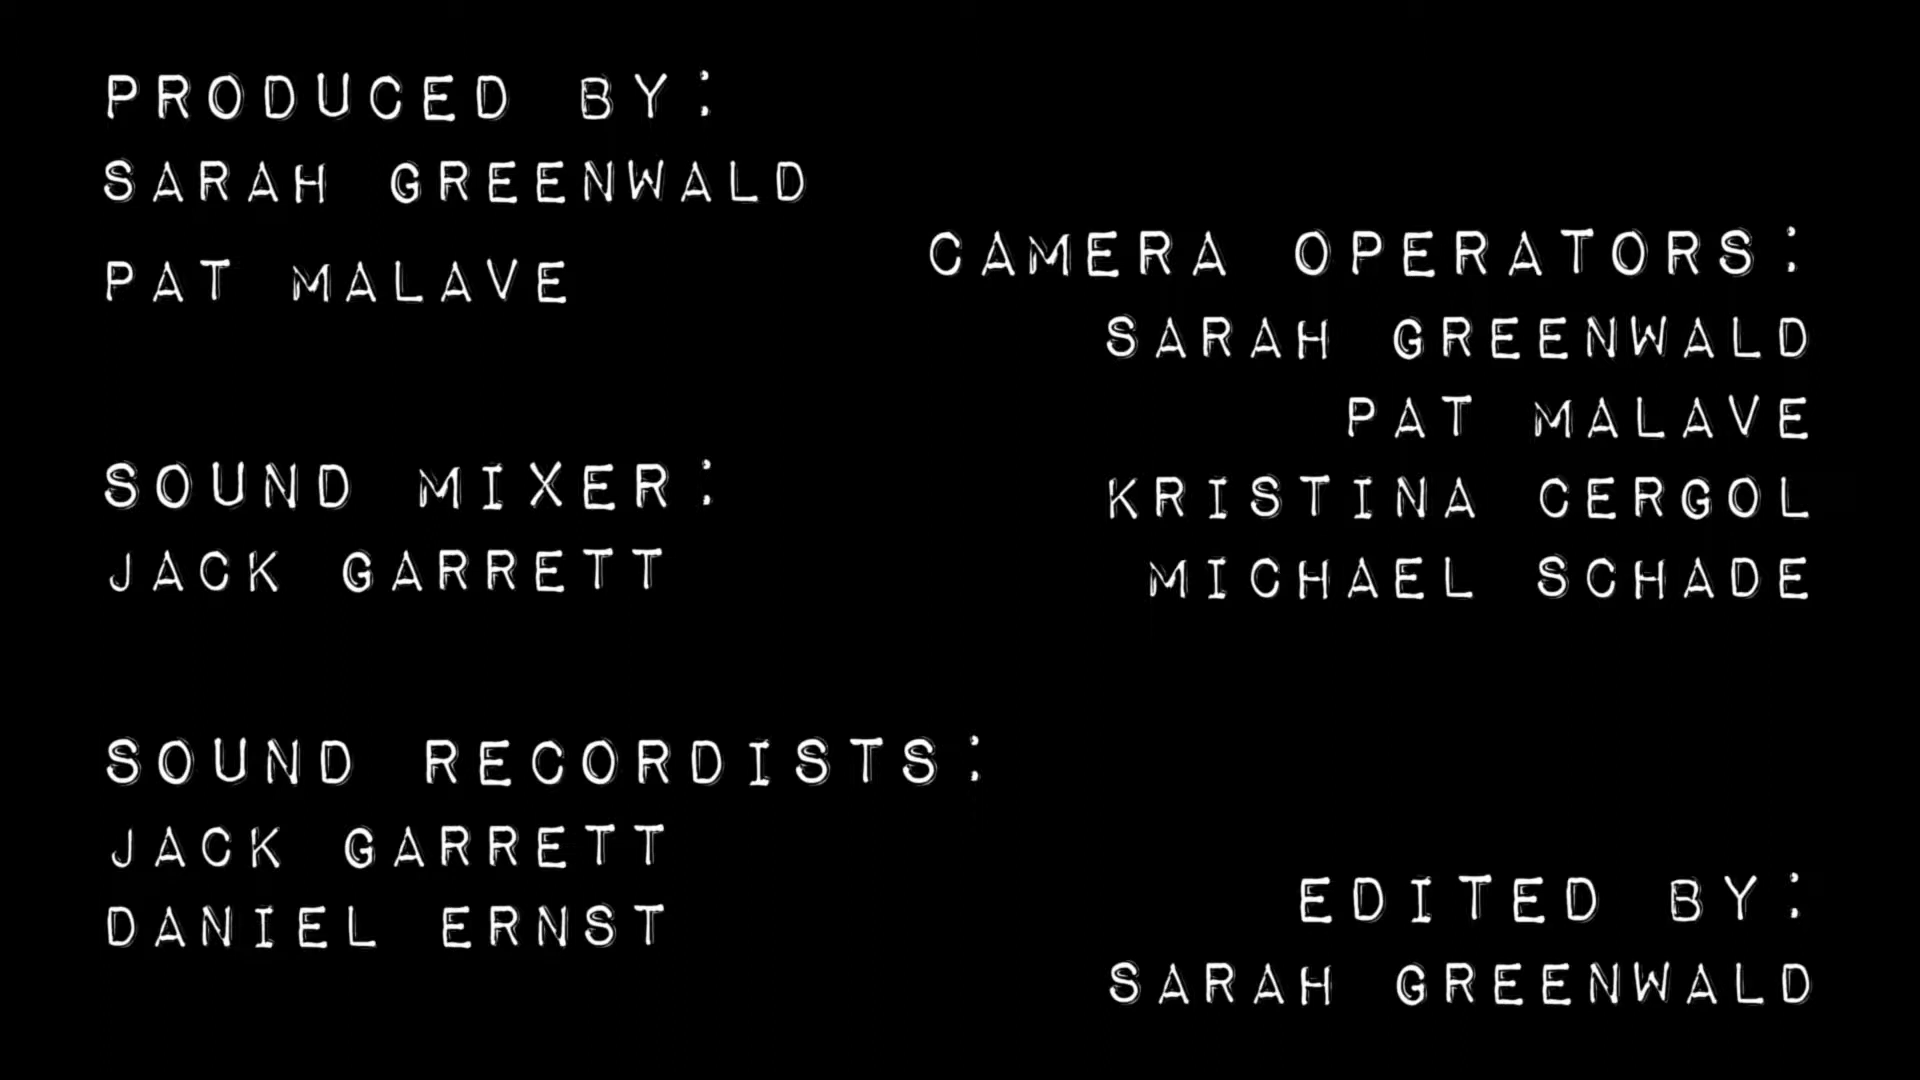 PRODUCED BY:
SARAH GREENWALD
PAT MALAVE
SOUND MIXER:
JACK GARRETT
SOUND RECORDISTS:
JACK GARRETT
DANIEL ERNST
CAMERA OPERATORS:
SARAH GREENWALD
PAT MALAVE
KRISTINA CERGOL
MICHAEL SCHADE
EDITED BY:
SARAH GREENWALD